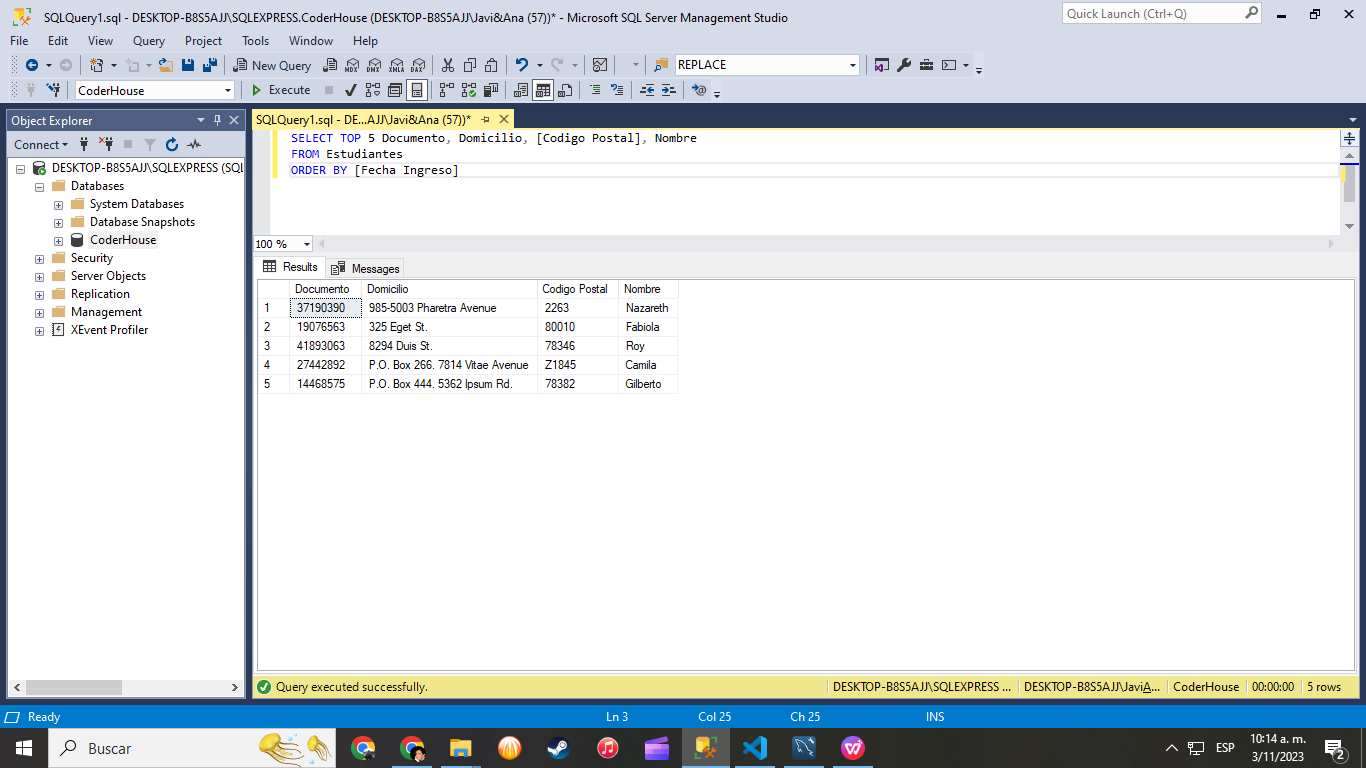 SQLQuery1.sql - DESKTOP-B8S5AJJ\SQLEXPRESS.CoderHouse (DESKTOP-B8S5AJJ\Javi&Ana (57))* - Microsoft SQL Server Management Studio
Quick Launch (Ctrl+Q)
File Edit View Query Project Tools Window Help
New Query MDX DMX XMLA DAX REPLACE
CoderHouse Execute
Object Explorer
SQLQuery1.sql - DE...AJJ\Javi&Ana (57))*
Connect
DESKTOP-B8S5AJJ\SQLEXPRESS (SQL
Databases
System Databases
Database Snapshots
CoderHouse
Security
Server Objects
Replication
Management
XEvent Profiler
SELECT TOP 5 Documento, Domicilio, [Codigo Postal], Nombre
FROM Estudiantes
ORDER BY [Fecha Ingreso]
100 %
Results Messages
Documento Domicilio Codigo Postal Nombre
1 37190390 985-5003 Pharetra Avenue 2263 Nazareth
2 19076563 325 Eget St. 80010 Fabiola
3 41893063 8294 Duis St. 78346 Roy
4 27442892 P.O. Box 266. 7814 Vitae Avenue Z1845 Camila
5 14468575 P.O. Box 444. 5362 Ipsum Rd. 78382 Gilberto
Query executed successfully. DESKTOP-B8S5AJJ\SQLEXPRESS ... DESKTOP-B8S5AJJ\JaviA... CoderHouse 00:00:00 5 rows
Ready Ln 3 Col 25 Ch 25 INS
Buscar
ESP
10:14 a. m.
3/11/2023
2